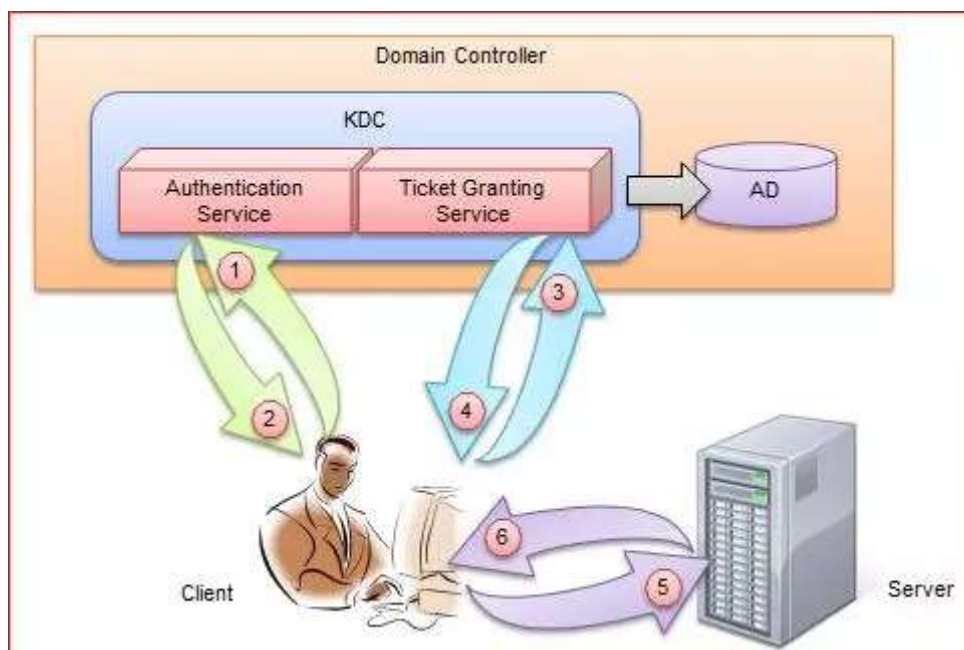 Domain Controller
KDC
Authentication
Service
Ticket Granting
Service
AD
1
3
2
4
6
5
Client
Server